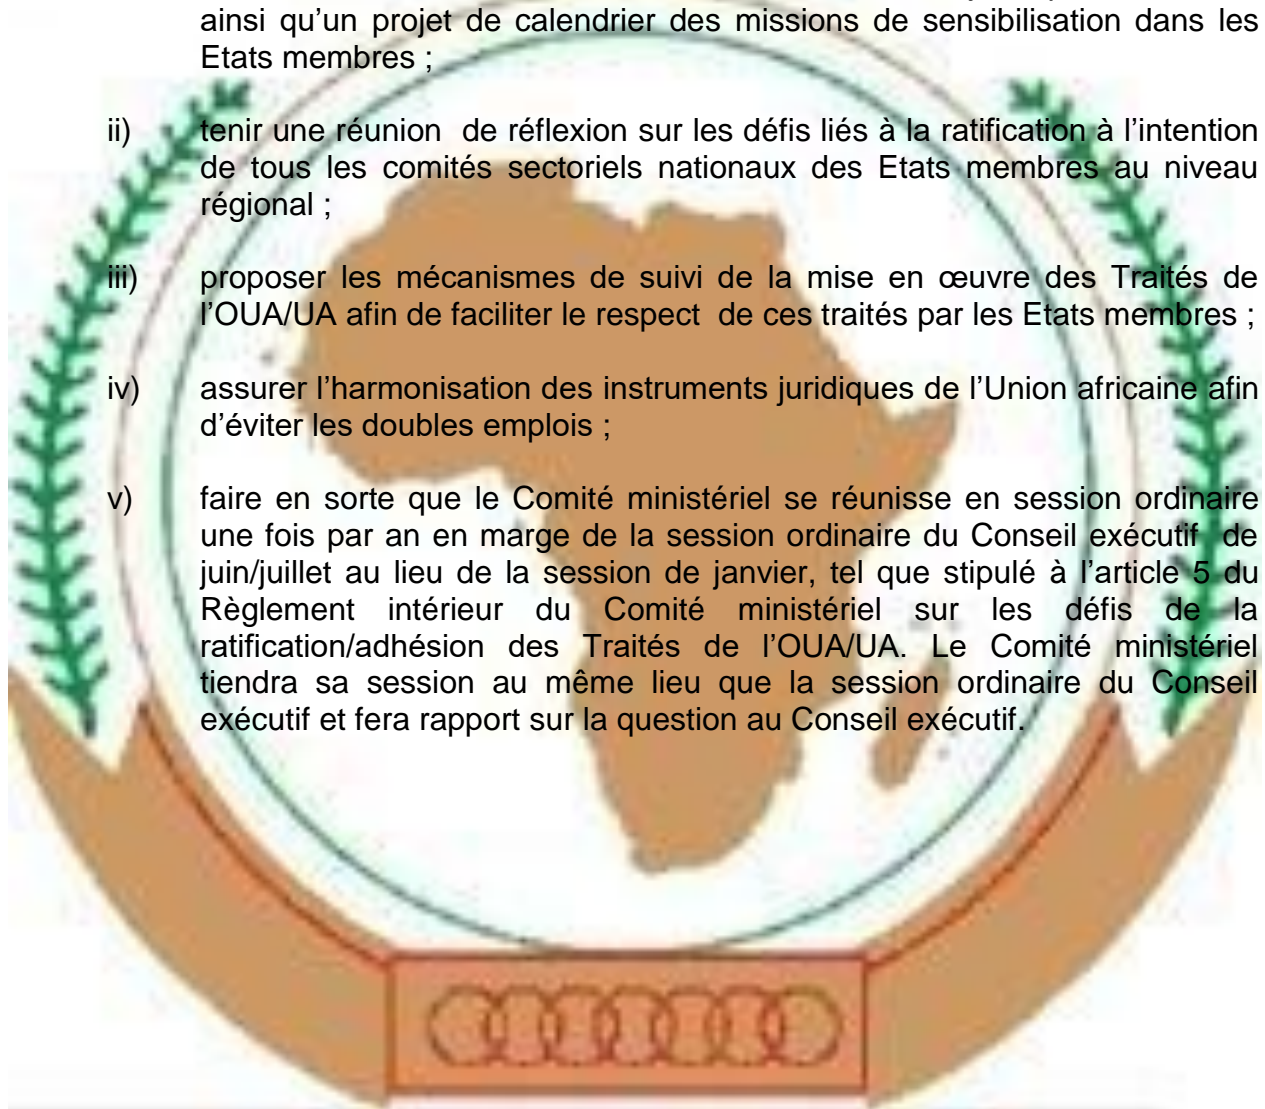 ainsi qu’un projet de calendrier des missions de sensibilisation dans les
Etats membres ;
ii) tenir une réunion de réflexion sur les défis liés à la ratification à l’intention
de tous les comités sectoriels nationaux des Etats membres au niveau
régional ;
iii) proposer les mécanismes de suivi de la mise en œuvre des Traités de
l’OUA/UA afin de faciliter le respect de ces traités par les Etats membres ;
iv) assurer l’harmonisation des instruments juridiques de l’Union africaine afin
d’éviter les doubles emplois ;
v) faire en sorte que le Comité ministériel se réunisse en session ordinaire
une fois par an en marge de la session ordinaire du Conseil exécutif de
juin/juillet au lieu de la session de janvier, tel que stipulé à l’article 5 du
Règlement intérieur du Comité ministériel sur les défis de la
ratification/adhésion des Traités de l’OUA/UA. Le Comité ministériel
tiendra sa session au même lieu que la session ordinaire du Conseil
exécutif et fera rapport sur la question au Conseil exécutif.